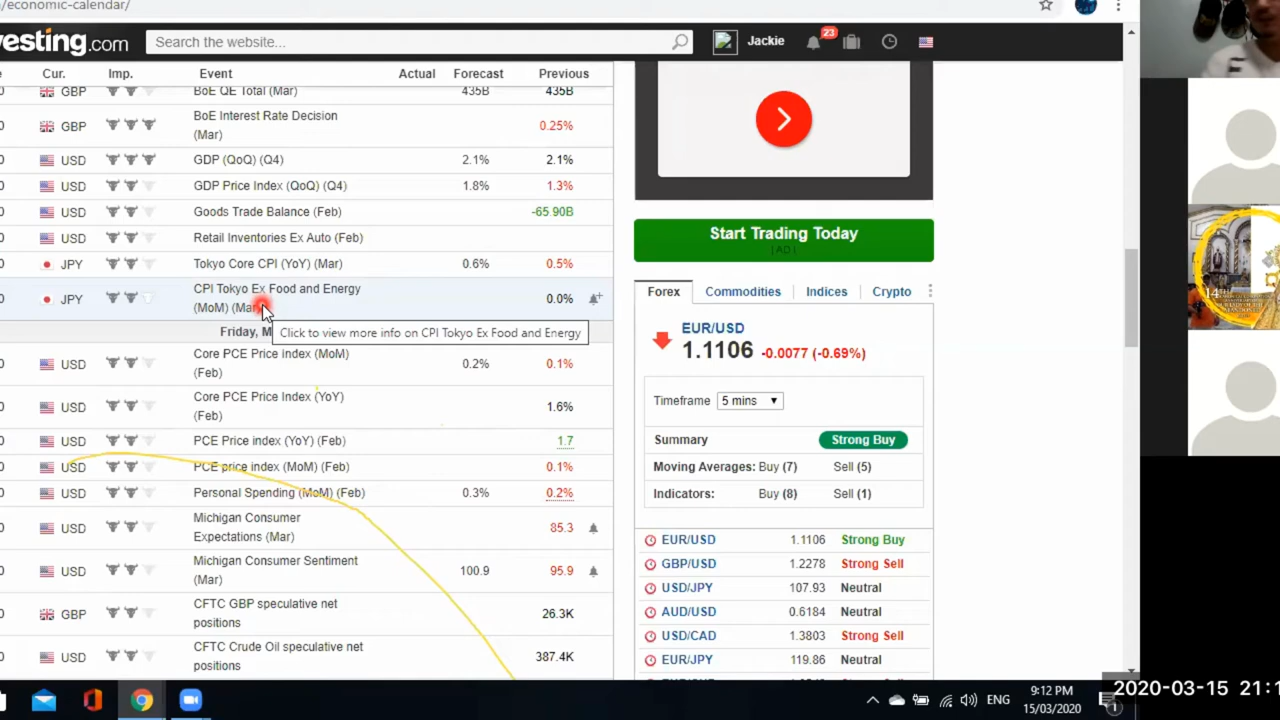 /economic-calendar/
vesting.com Search the website... Jackie 23
Cur. Imp. Event Actual Forecast Previous
GBP BoE QE Total (Mar) 435B 435B
GBP BoE Interest Rate Decision
(Mar) 0.25%
USD GDP (QoQ) (Q4) 2.1% 2.1%
USD GDP Price Index (QoQ) (Q4) 1.8% 1.3%
USD Goods Trade Balance (Feb) -65.90B
USD Retail Inventories Ex Auto (Feb)
JPY Tokyo Core CPI (YoY) (Mar) 0.6% 0.5%
JPY CPI Tokyo Ex Food and Energy
(MoM) (Mar 0.0%
Friday, M
Click to view more info on CPI Tokyo Ex Food and Energy
Core PCE Price Index (MoM)
(Feb)
USD 0.2% 0.1%
Core PCE Price Index (YoY)
(Feb)
USD 1.6%
USD PCE Price index (YoY) (Feb) 1.7
USD PCE price index (MoM) (Feb) 0.1%
USD Personal Spending (MoM) (Feb) 0.3% 0.2%
USD Michigan Consumer
Expectations (Mar) 85.3
USD Michigan Consumer Sentiment
(Mar) 100.9 95.9
GBP CFTC GBP speculative net
positions 26.3K
USD CFTC Crude Oil speculative net
positions 387.4K
Start Trading Today
[AD]
Forex Commodities Indices Crypto
EUR/USD
1.1106 -0.0077 (-0.69%)
Timeframe 5 mins
Summary Strong Buy
Moving Averages: Buy (7) Sell (5)
Indicators: Buy (8) Sell (1)
EUR/USD 1.1106 Strong Buy
GBP/USD 1.2278 Strong Sell
USD/JPY 107.93 Neutral
AUD/USD 0.6184 Neutral
USD/CAD 1.3803 Strong Sell
EUR/JPY 119.86 Neutral
14TH
ENG
9:12 PM
15/03/2020
1
2020-03-15 21:1